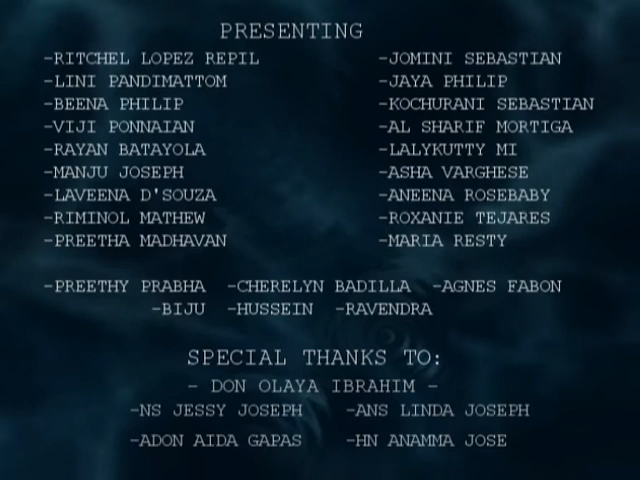 PRESENTING
-RITCHEL LOPEZ REPIL -JOMINI SEBASTIAN
-LINI PANDIMATTOM -JAYA PHILIP
-BEENA PHILIP -KOCHURANI SEBASTIAN
-VIJI PONNAIAN -AL SHARIF MORTIGA
-RAYAN BATAYOLA -LALYKUTTY MI
-MANJU JOSEPH -ASHA VARGHESE
-LAVEENA D'SOUZA -ANEENA ROSEBABY
-RIMINOL MATHEW -ROXANIE TEJARES
-PREETHA MADHAVAN -MARIA RESTY
-PREETHY PRABHA -CHERELYN BADILLA -AGNES FABON
-BIJU -HUSSEIN -RAVENDRA
SPECIAL THANKS TO:
- DON OLAYA IBRAHIM -
-NS JESSY JOSEPH -ANS LINDA JOSEPH
-ADON AIDA GAPAS -HN ANAMMA JOSE